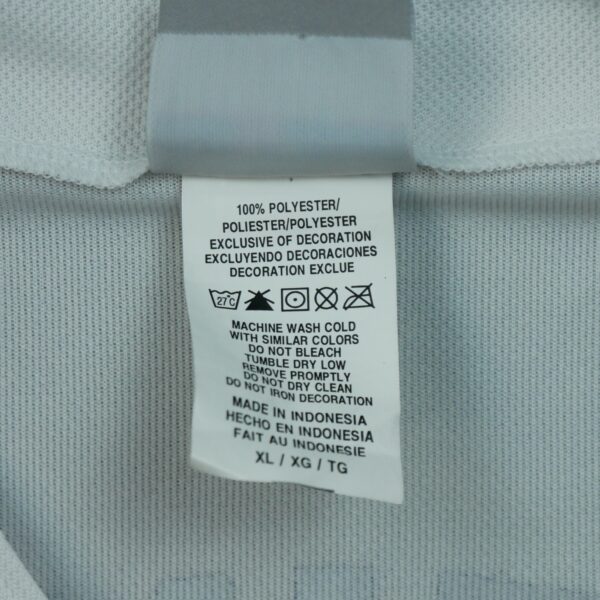 100% POLYESTER/
POLIESTER/POLYESTER
EXCLUSIVE OF DECORATION
EXCLUYENDO DECORACIONES
DECORATION EXCLUE
27°C
MACHINE WASH COLD
WITH SIMILAR COLORS
DO NOT BLEACH
TUMBLE DRY LOW
REMOVE PROMPTLY
DO NOT DRY CLEAN
DO NOT IRON DECORATION
MADE IN INDONESIA
HECHO EN INDONESIA
FAIT AU INDONESIE
XL / XG / TG